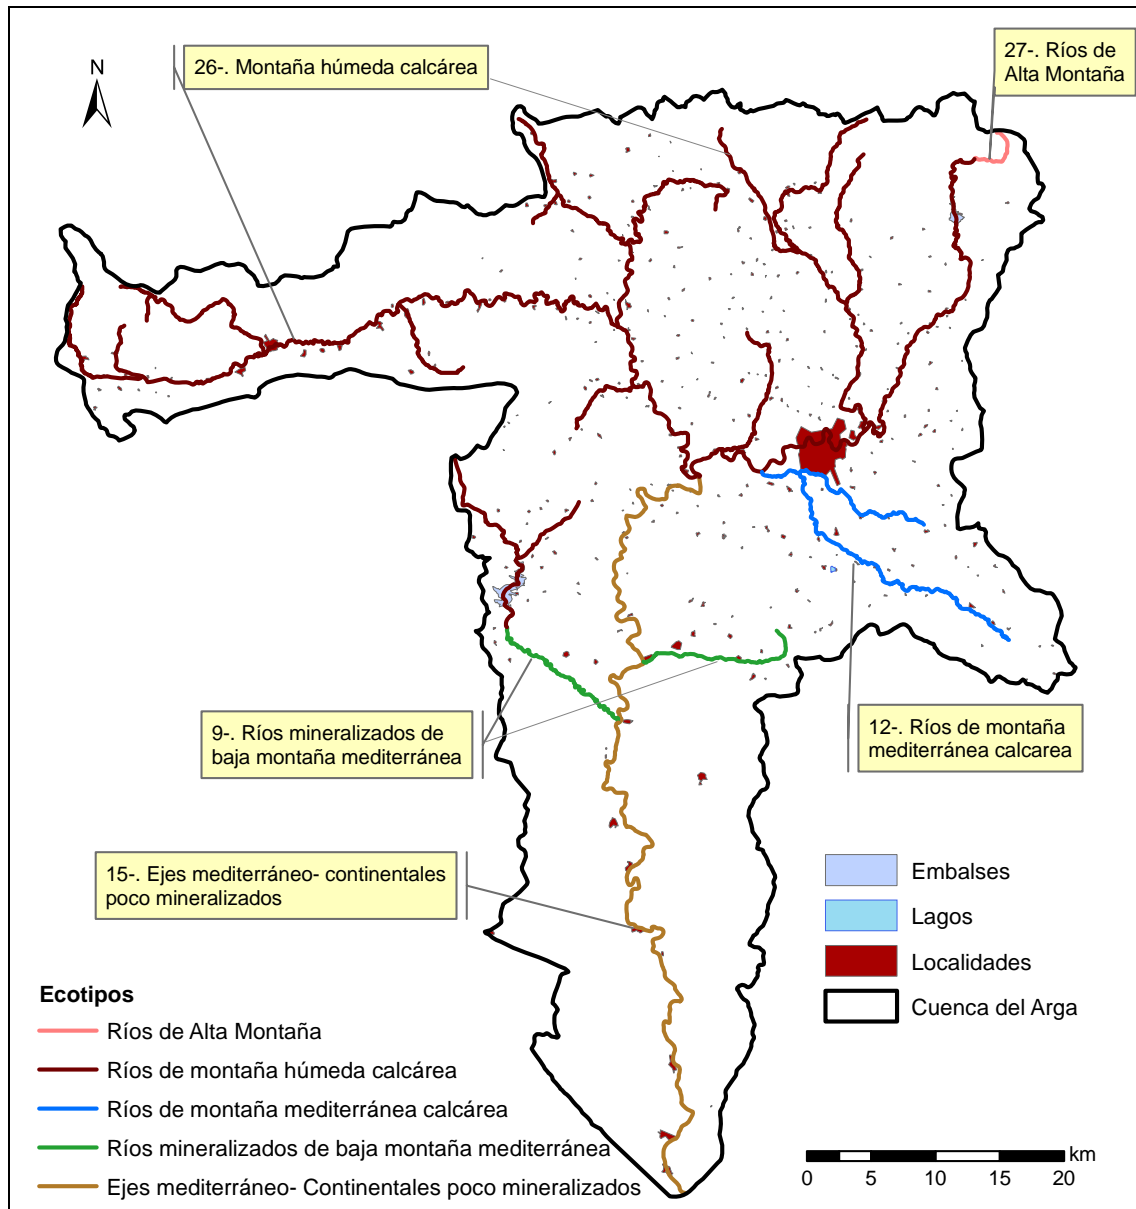 N
26-. Montaña húmeda calcárea
27-. Ríos de
Alta Montaña
9-. Ríos mineralizados de
baja montaña mediterránea
12-. Ríos de montaña
mediterránea calcarea
15-. Ejes mediterráneo- continentales
poco mineralizados
Embalses
Lagos
Localidades
Cuenca del Arga
Ecotipos
Ríos de Alta Montaña
Ríos de montaña húmeda calcárea
Ríos de montaña mediterránea calcárea
Ríos mineralizados de baja montaña mediterránea
Ejes mediterráneo- Continentales poco mineralizados
km
0 5 10 15 20